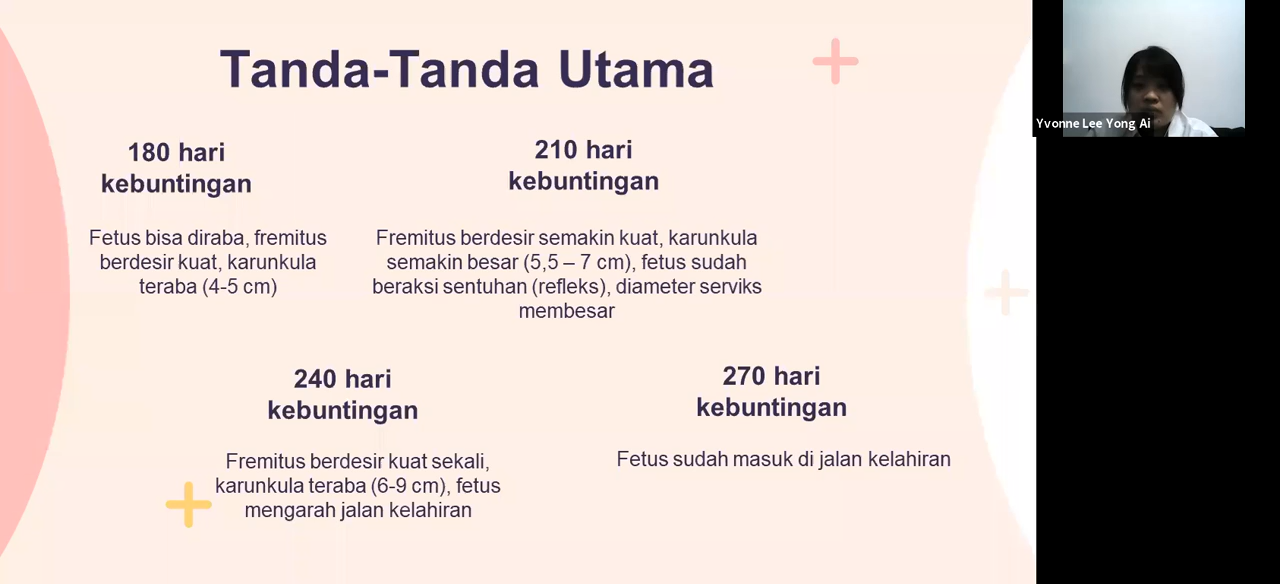 Tanda-Tanda Utama
180 hari
kebuntingan
Fetus bisa diraba, fremitus
berdesir kuat, karunkula
teraba (4-5 cm)
210 hari
kebuntingan
Fremitus berdesir semakin kuat, karunkula
semakin besar (5,5 – 7 cm), fetus sudah
beraksi sentuhan (refleks), diameter serviks
membesar
240 hari
kebuntingan
Fremitus berdesir kuat sekali,
karunkula teraba (6-9 cm), fetus
mengarah jalan kelahiran
270 hari
kebuntingan
Fetus sudah masuk di jalan kelahiran
Yvonne Lee Yong Ai